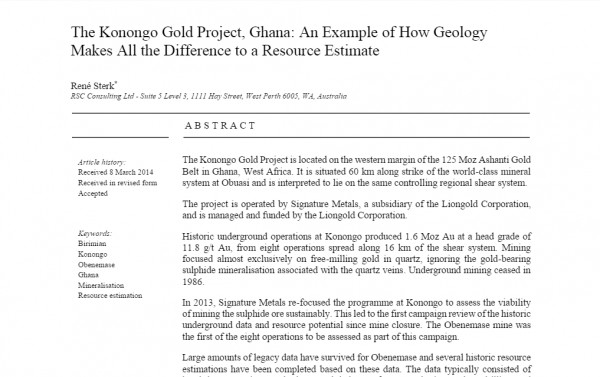 The Konongo Gold Project, Ghana: An Example of How Geology
Makes All the Difference to a Resource Estimate
René Sterk*
RSC Consulting Ltd - Suite 5 Level 3, 1111 Hay Street, West Perth 6005, WA, Australia
ABSTRACT
Article history:
Received 8 March 2014
Received in revised form
Accepted
Keywords:
Birimian
Konongo
Obenemase
Ghana
Mineralisation
Resource estimation
The Konongo Gold Project is located on the western margin of the 125 Moz Ashanti Gold
Belt in Ghana, West Africa. It is situated 60 km along strike of the world-class mineral
system at Obuasi and is interpreted to lie on the same controlling regional shear system.
The project is operated by Signature Metals, a subsidiary of the Liongold Corporation,
and is managed and funded by the Liongold Corporation.
Historic underground operations at Konongo produced 1.6 Moz Au at a head grade of
11.8 g/t Au, from eight operations spread along 16 km of the shear system. Mining
focused almost exclusively on free-milling gold in quartz, ignoring the gold-bearing
sulphide mineralisation associated with the quartz veins. Underground mining ceased in
1986.
In 2013, Signature Metals re-focused the programme at Konongo to assess the viability
of mining the sulphide ore sustainably. This led to the first campaign review of the historic
underground data and resource potential since mine closure. The Obenemase mine was
the first of the eight operations to be assessed as part of this campaign.
Large amounts of legacy data have survived for Obenemase and several historic resource
estimations have been completed based on these data. The data typically consisted of